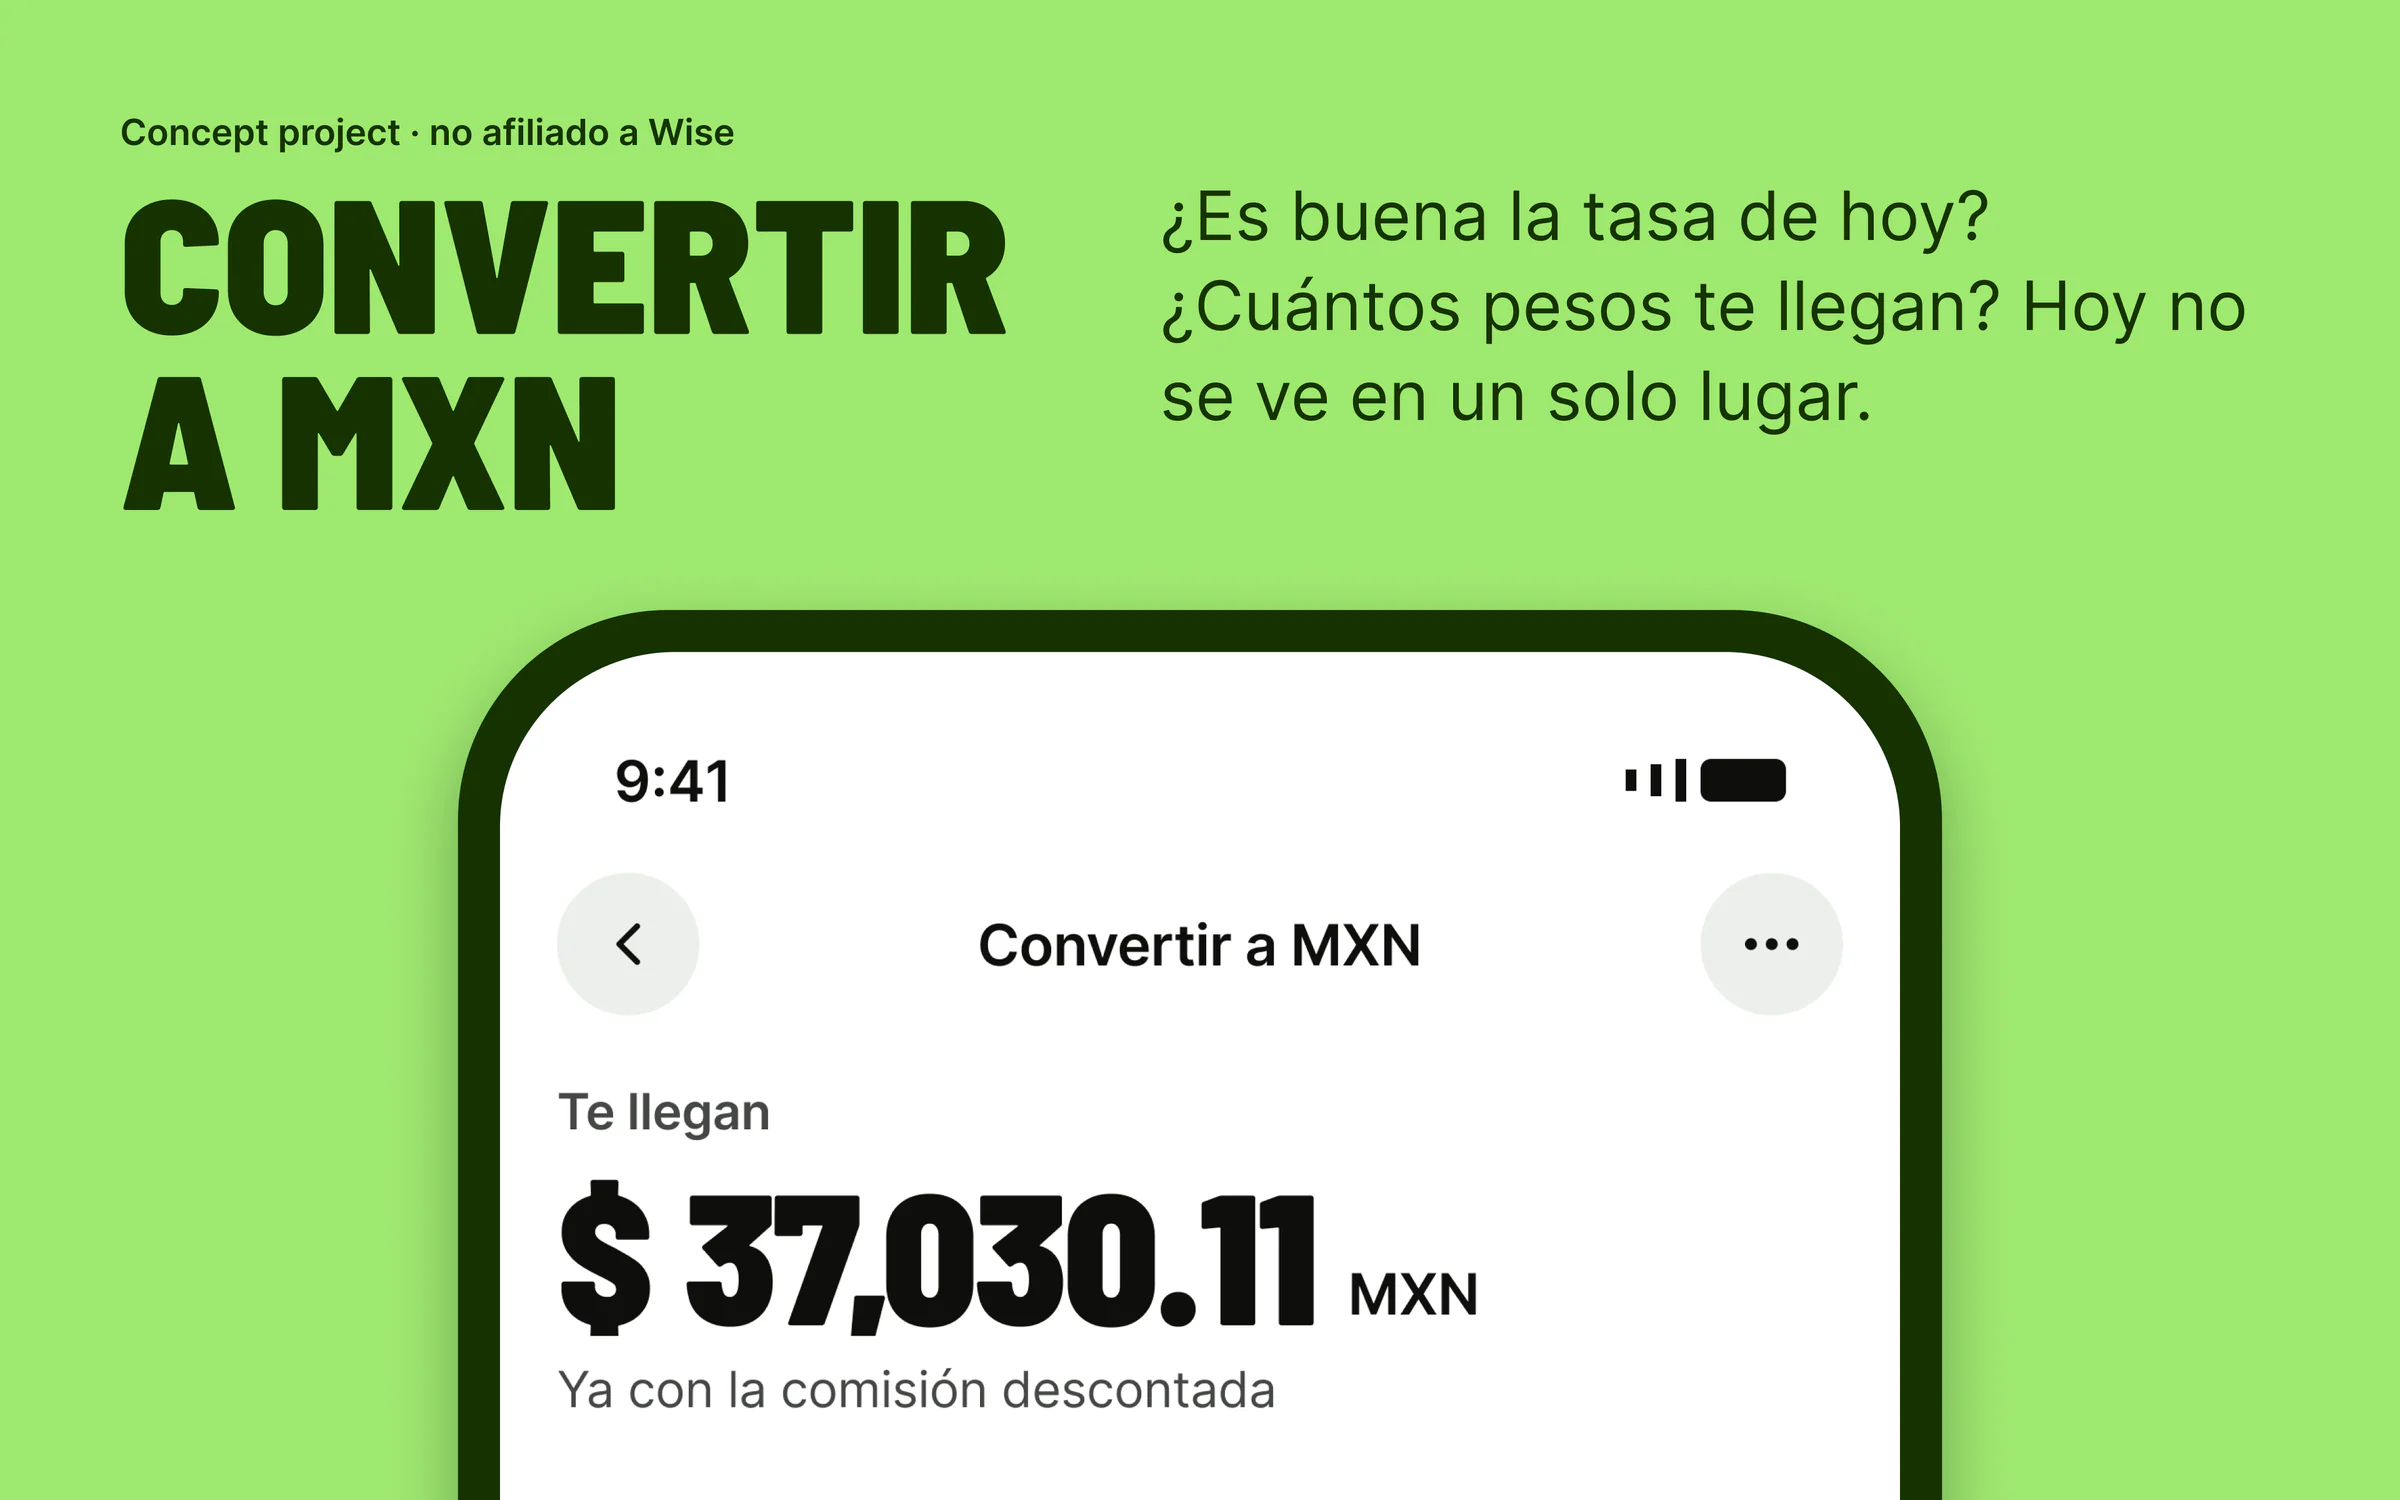 Concept project · no afiliado a Wise
CONVERTIR
A MXN
¿Es buena la tasa de hoy?
¿Cuántos pesos te llegan? Hoy no
se ve en un solo lugar.
9:41
Convertir a MXN
Te llegan
$ 37,030.11 MXN
Ya con la comisión descontada